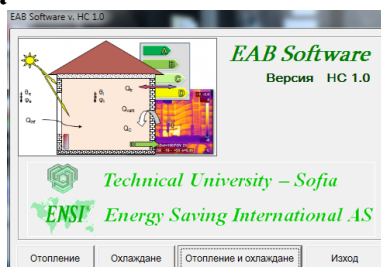 EAB Software v. HC 1.0
EAB Software
Версия HC 1.0
A
B
C
D
Technical University – Sofia
ENSI
Energy Saving International AS
Отопление
Охлаждане
Отопление и охлаждане
Изход